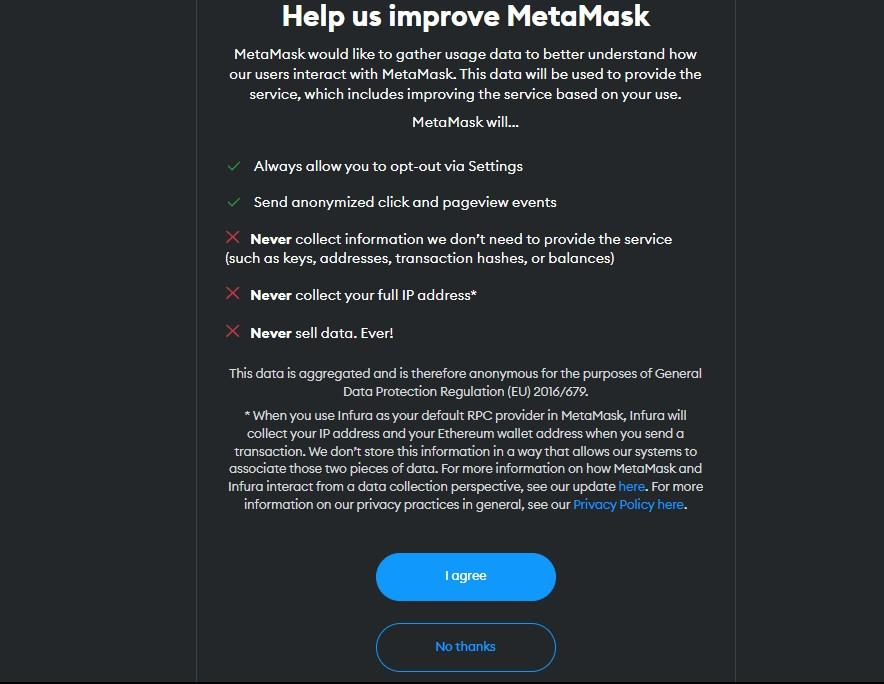 Help us improve MetaMask
MetaMask would like to gather usage data to better understand how
our users interact with MetaMask. This data will be used to provide the
service, which includes improving the service based on your use.
MetaMask will...
Always allow you to opt-out via Settings
Send anonymized click and pageview events
Never collect information we don’t need to provide the service
(such as keys, addresses, transaction hashes, or balances)
Never collect your full IP address*
Never sell data. Ever!
This data is aggregated and is therefore anonymous for the purposes of General
Data Protection Regulation (EU) 2016/679.
* When you use Infura as your default RPC provider in MetaMask, Infura will
collect your IP address and your Ethereum wallet address when you send a
transaction. We don’t store this information in a way that allows our systems to
associate those two pieces of data. For more information on how MetaMask and
Infura interact from a data collection perspective, see our update here. For more
information on our privacy practices in general, see our Privacy Policy here.
I agree
No thanks